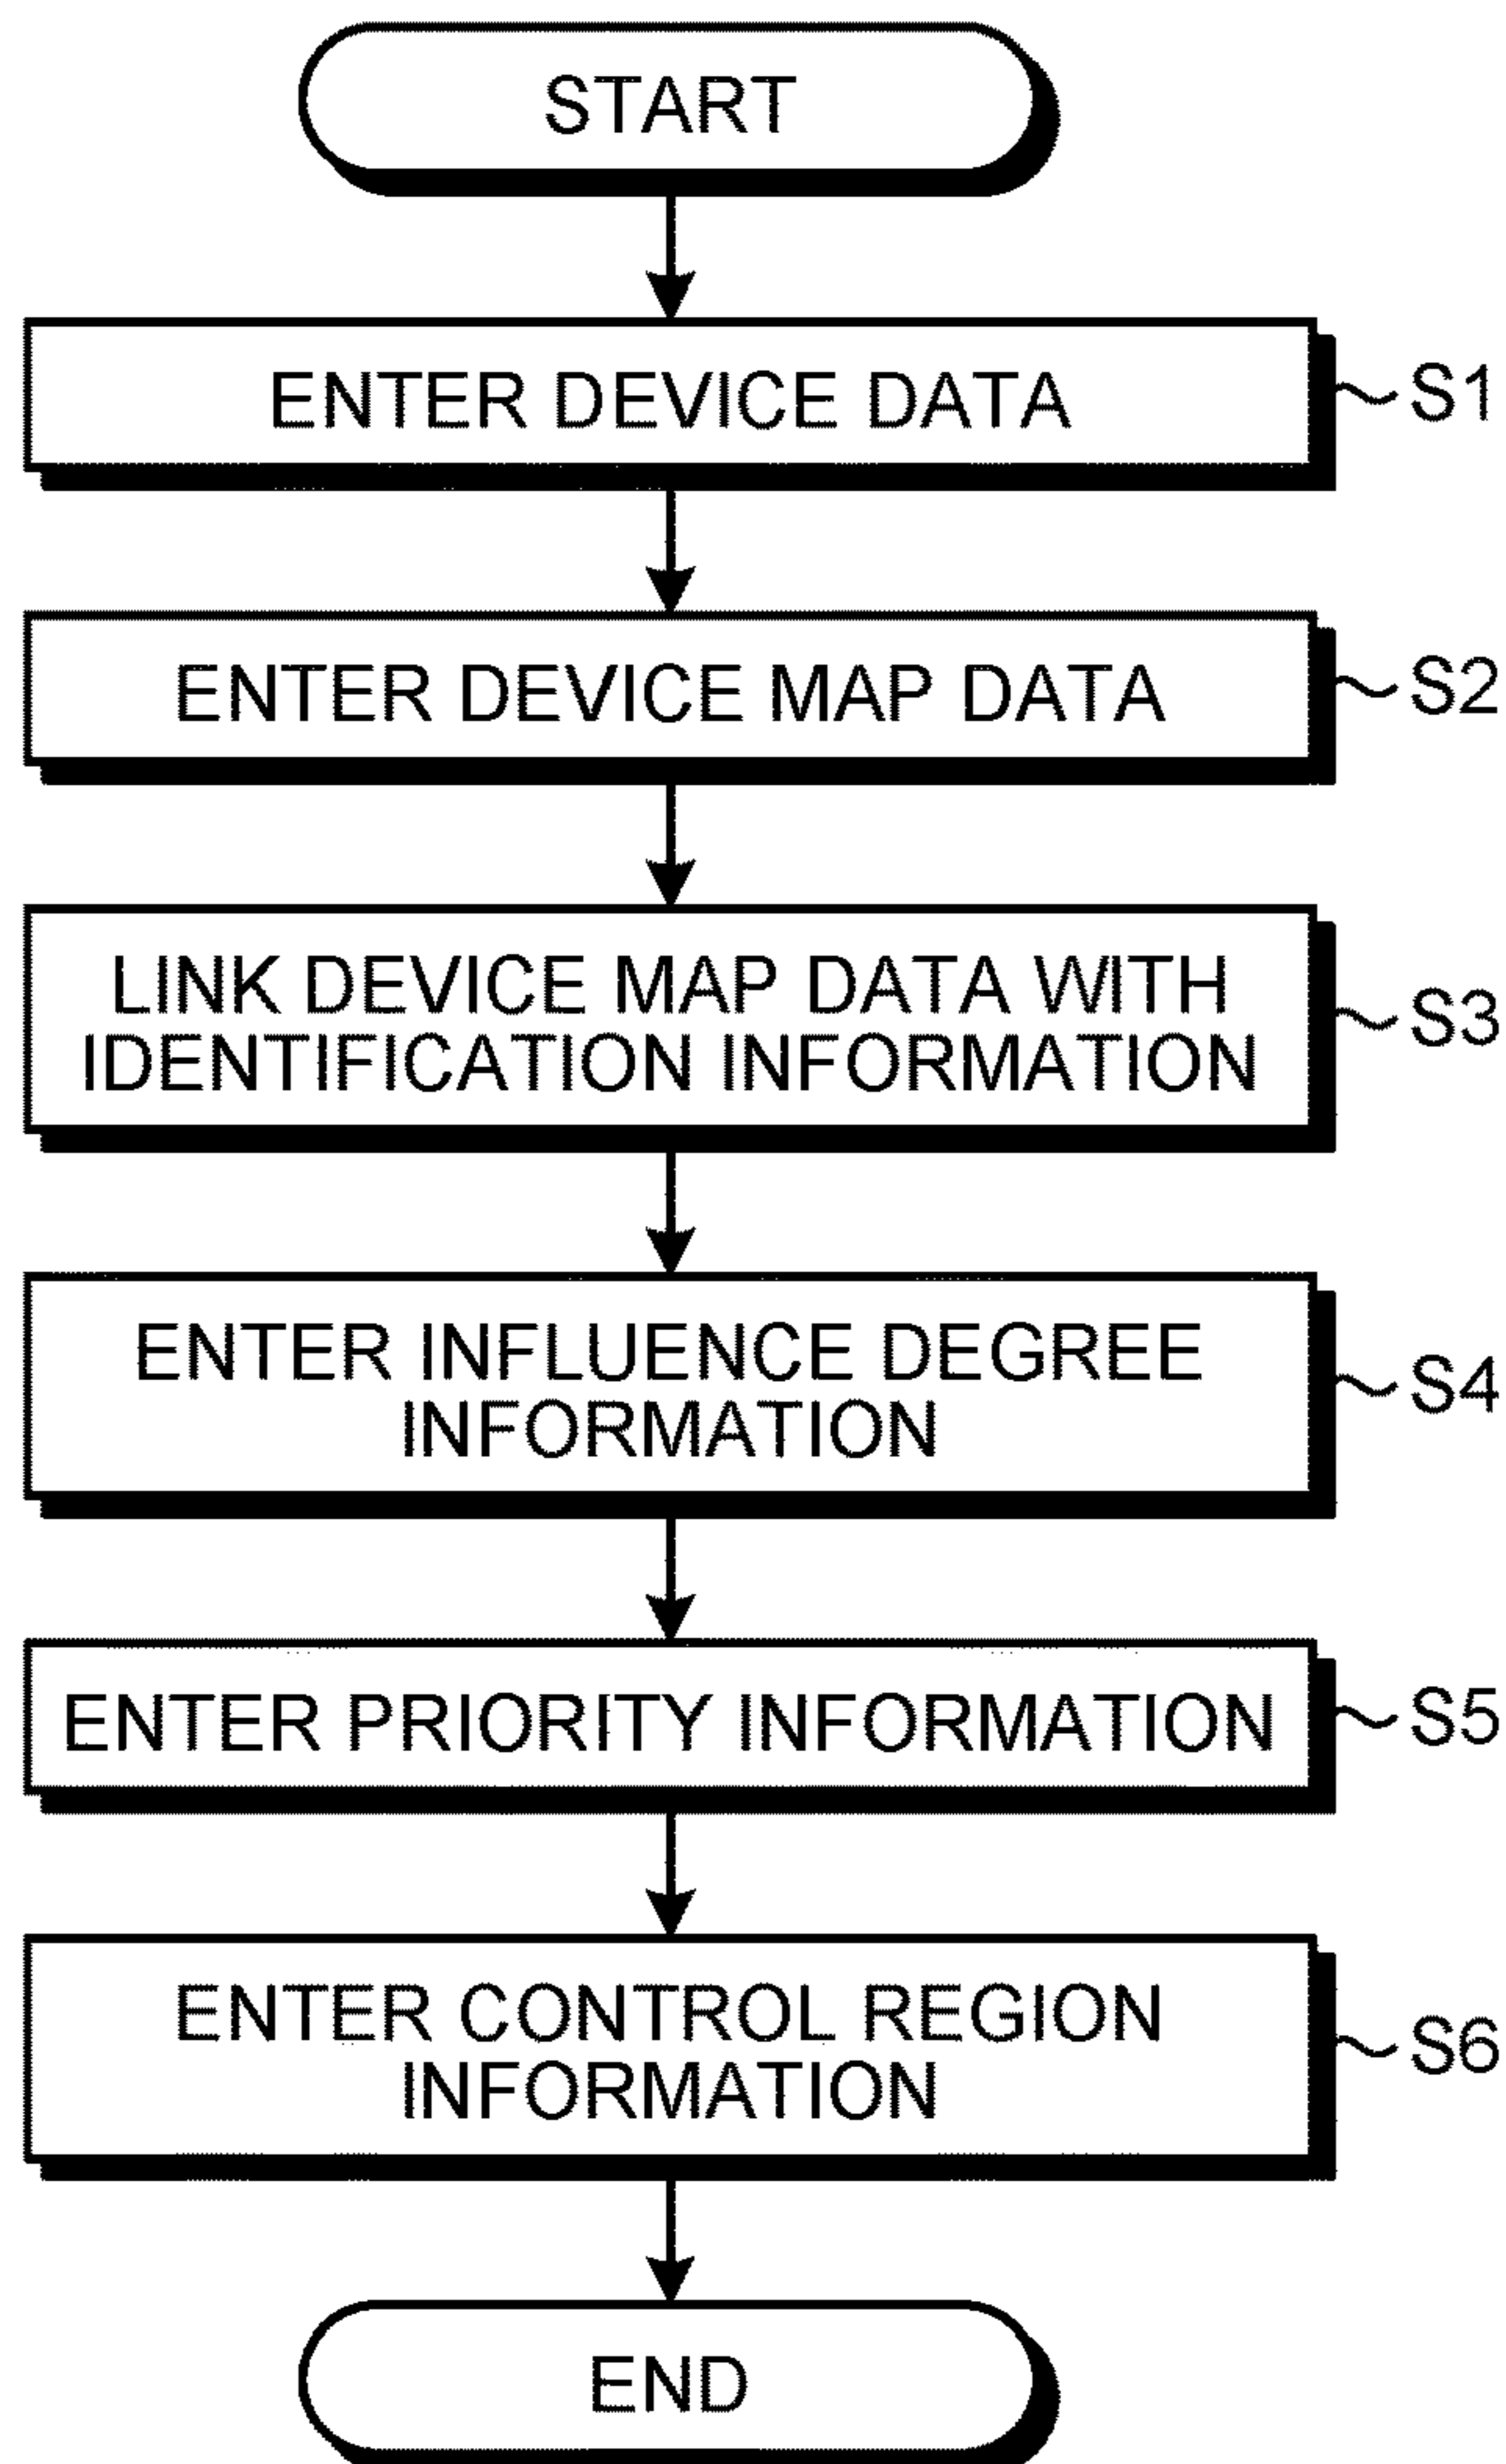 START
ENTER DEVICE DATA
S1
ENTER DEVICE MAP DATA
S2
LINK DEVICE MAP DATA WITH
IDENTIFICATION INFORMATION
S3
ENTER INFLUENCE DEGREE
INFORMATION
S4
ENTER PRIORITY INFORMATION
S5
ENTER CONTROL REGION
INFORMATION
S6
END